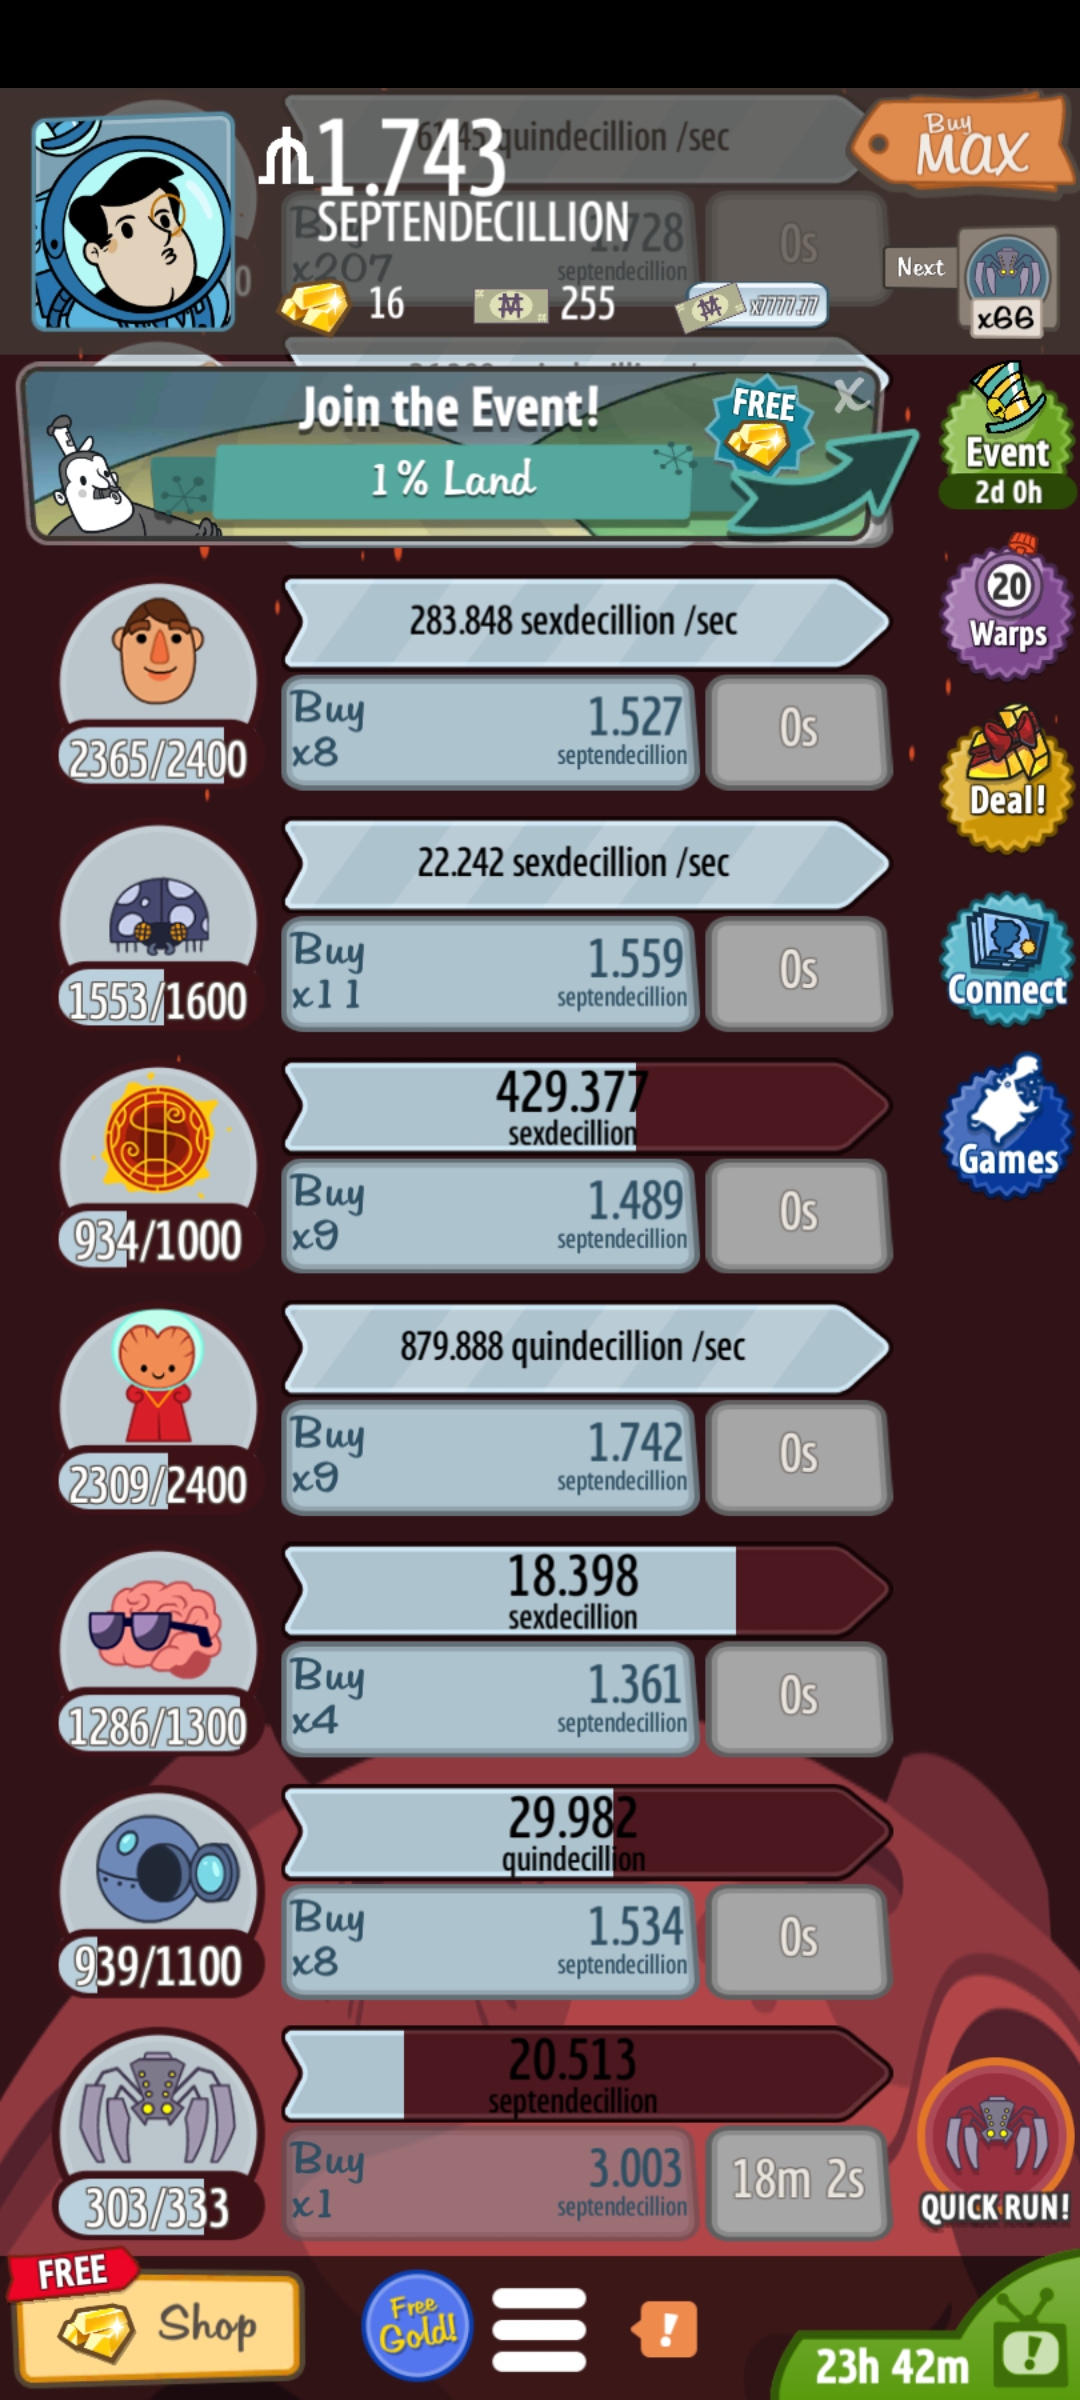 1.743
SEPTENDECILLION
quindecillion /sec
Buy
MAX
Buy
x207
1.728
septendecillion
0s
Next
x66
16
255
x7777.77
Join the Event!
1% Land
FREE
X
Event
2d 0h
283.848 sexdecillion /sec
Buy
x8
1.527
septendecillion
0s
2365/2400
20
Warps
Deal!
22.242 sexdecillion /sec
Buy
x11
1.559
septendecillion
0s
1553/1600
Connect
429.377
sexdecillion
Buy
x9
1.489
septendecillion
0s
934/1000
Games
879.888 quindecillion /sec
Buy
x9
1.742
septendecillion
0s
2309/2400
18.398
sexdecillion
Buy
x4
1.361
septendecillion
0s
1286/1300
29.982
quindecillion
Buy
x8
1.534
septendecillion
0s
939/1100
20.513
septendecillion
Buy
x1
3.003
septendecillion
18m 2s
303/333
QUICK RUN!
FREE
Shop
Free
Gold!
!
23h 42m
!